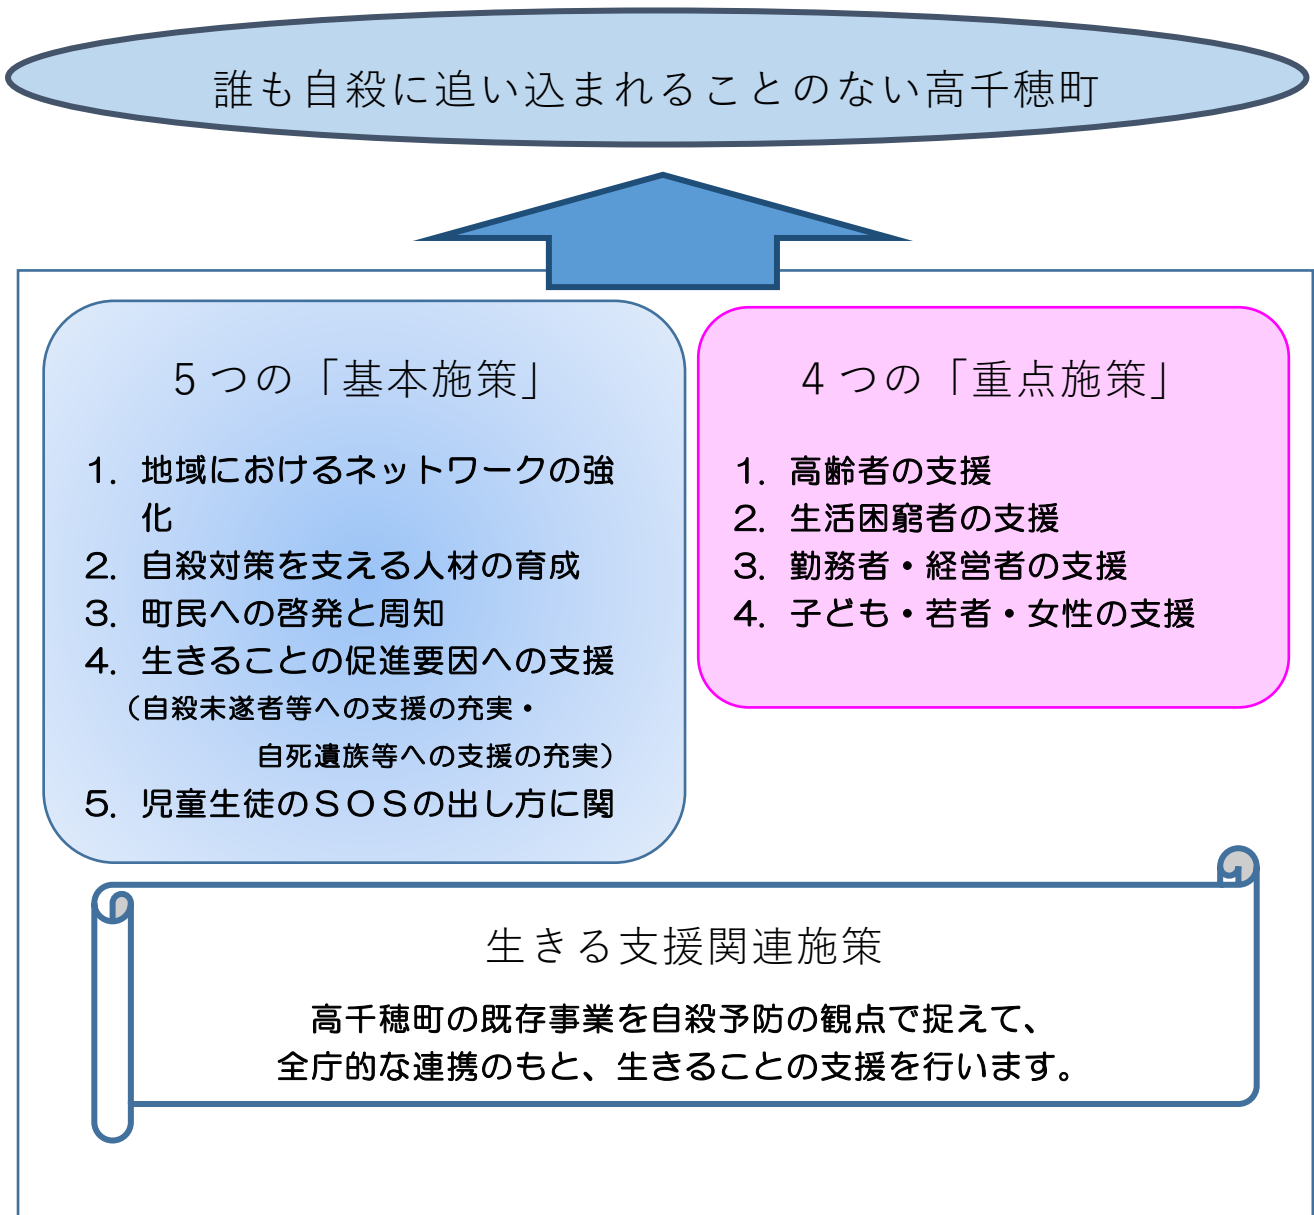 誰も自殺に追い込まれることのない高千穂町
5つの「基本施策」
1. 地域におけるネットワークの強
化
2. 自殺対策を支える人材の育成
3. 町民への啓発と周知
4. 生きることの促進要因への支援
（自殺未遂者等への支援の充実・
自死遺族等への支援の充実）
5. 児童生徒のＳＯＳの出し方に関
4つの「重点施策」
1. 高齢者の支援
2. 生活困窮者の支援
3. 勤務者・経営者の支援
4. 子ども・若者・女性の支援
生きる支援関連施策
高千穂町の既存事業を自殺予防の観点で捉えて、
全庁的な連携のもと、生きることの支援を行います。